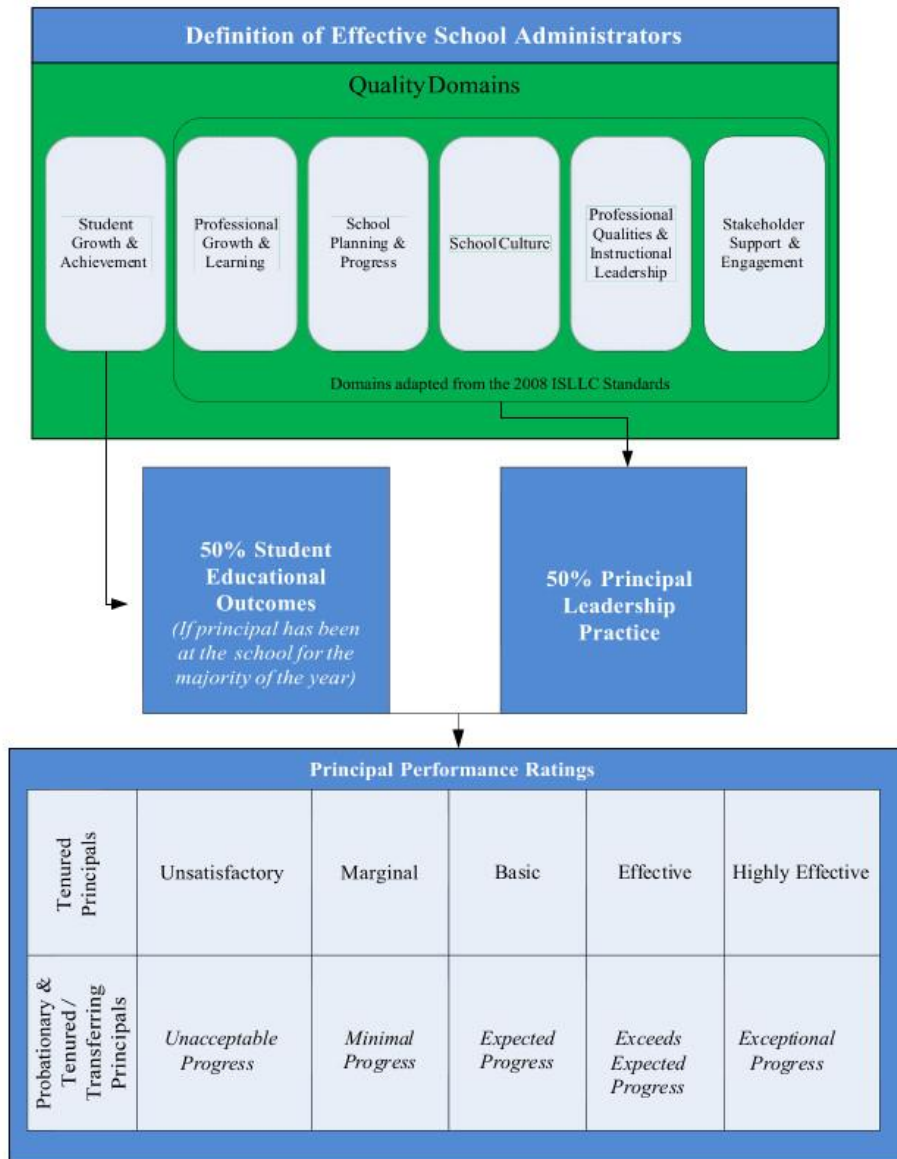 Definition of Effective School Administrators
Quality Domains
Student
Growth &
Achievement
Professional
Growth &
Learning
School
Planning &
Progress
School Culture
Professional
Qualities &
Instructional
Leadership
Stakeholder
Support &
Engagement
Domains adapted from the 2008 ISLLC Standards
50% Student
Educational
Outcomes
(If principal has been
at the school for the
majority of the year)
50% Principal
Leadership
Practice
Principal Performance Ratings
Tenured
Principals
Unsatisfactory
Marginal
Basic
Effective
Highly Effective
Probationary &
Tenured /
Transferring
Principals
Unacceptable
Progress
Minimal
Progress
Expected
Progress
Exceeds
Expected
Progress
Exceptional
Progress